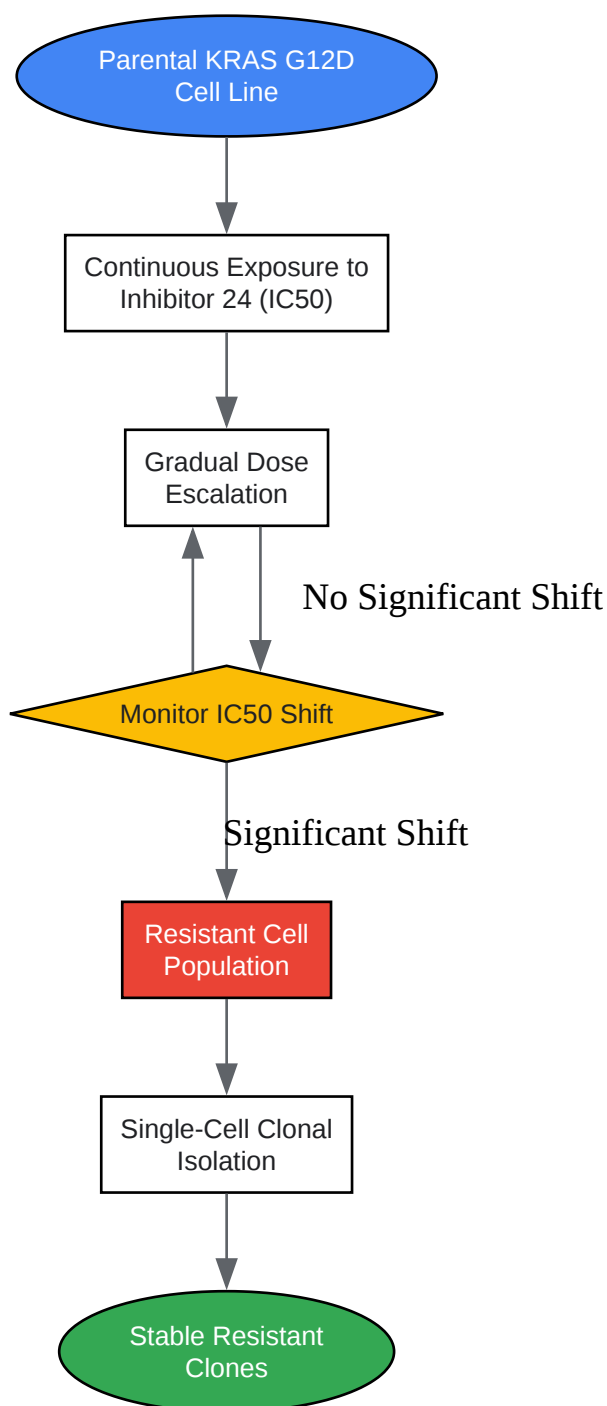 Parental KRAS G12D
Cell Line
Continuous Exposure to
Inhibitor 24 (IC50)
Gradual Dose
Escalation
No Significant Shift
Monitor IC50 Shift
Significant Shift
Resistant Cell
Population
Single-Cell Clonal
Isolation
Stable Resistant
Clones